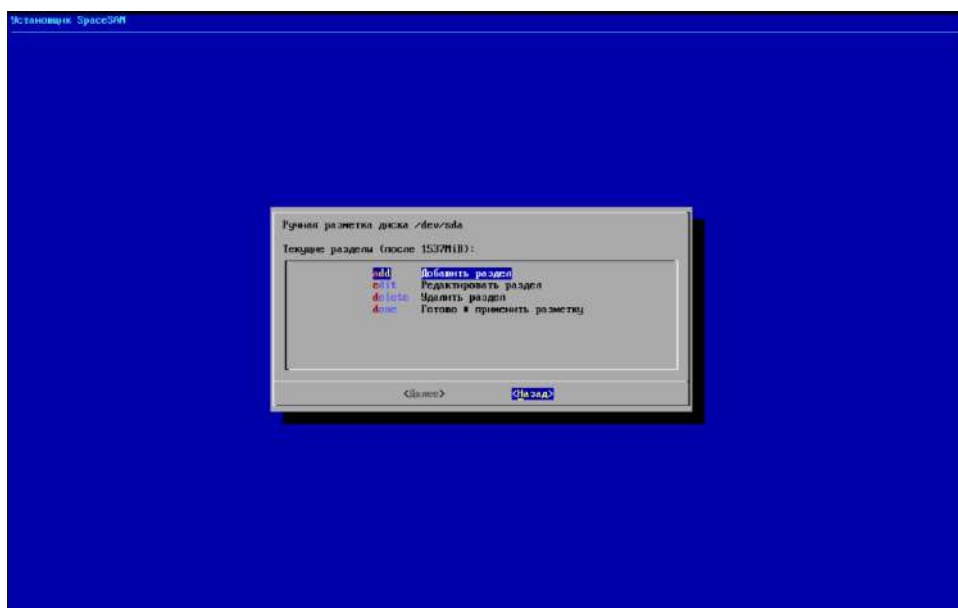 Установщик SpaceSAN
Ручная разметка диска /dev/sda
Текущие разделы (после 1537MiB):
add Добавить раздел
edit Редактировать раздел
delete Удалить раздел
done Готово и применить разметку
<Далее> <Назад>